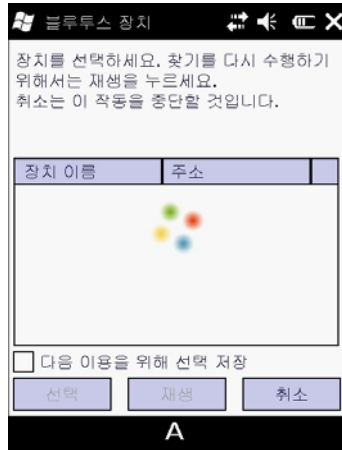 블루투스 장치
장치를 선택하세요. 찾기를 다시 수행하기
위해서는 재생을 누르세요.
취소는 이 작동을 중단할 것입니다.
장치 이름 주소
다음 이용을 위해 선택 저장
선택 재생 취소
A